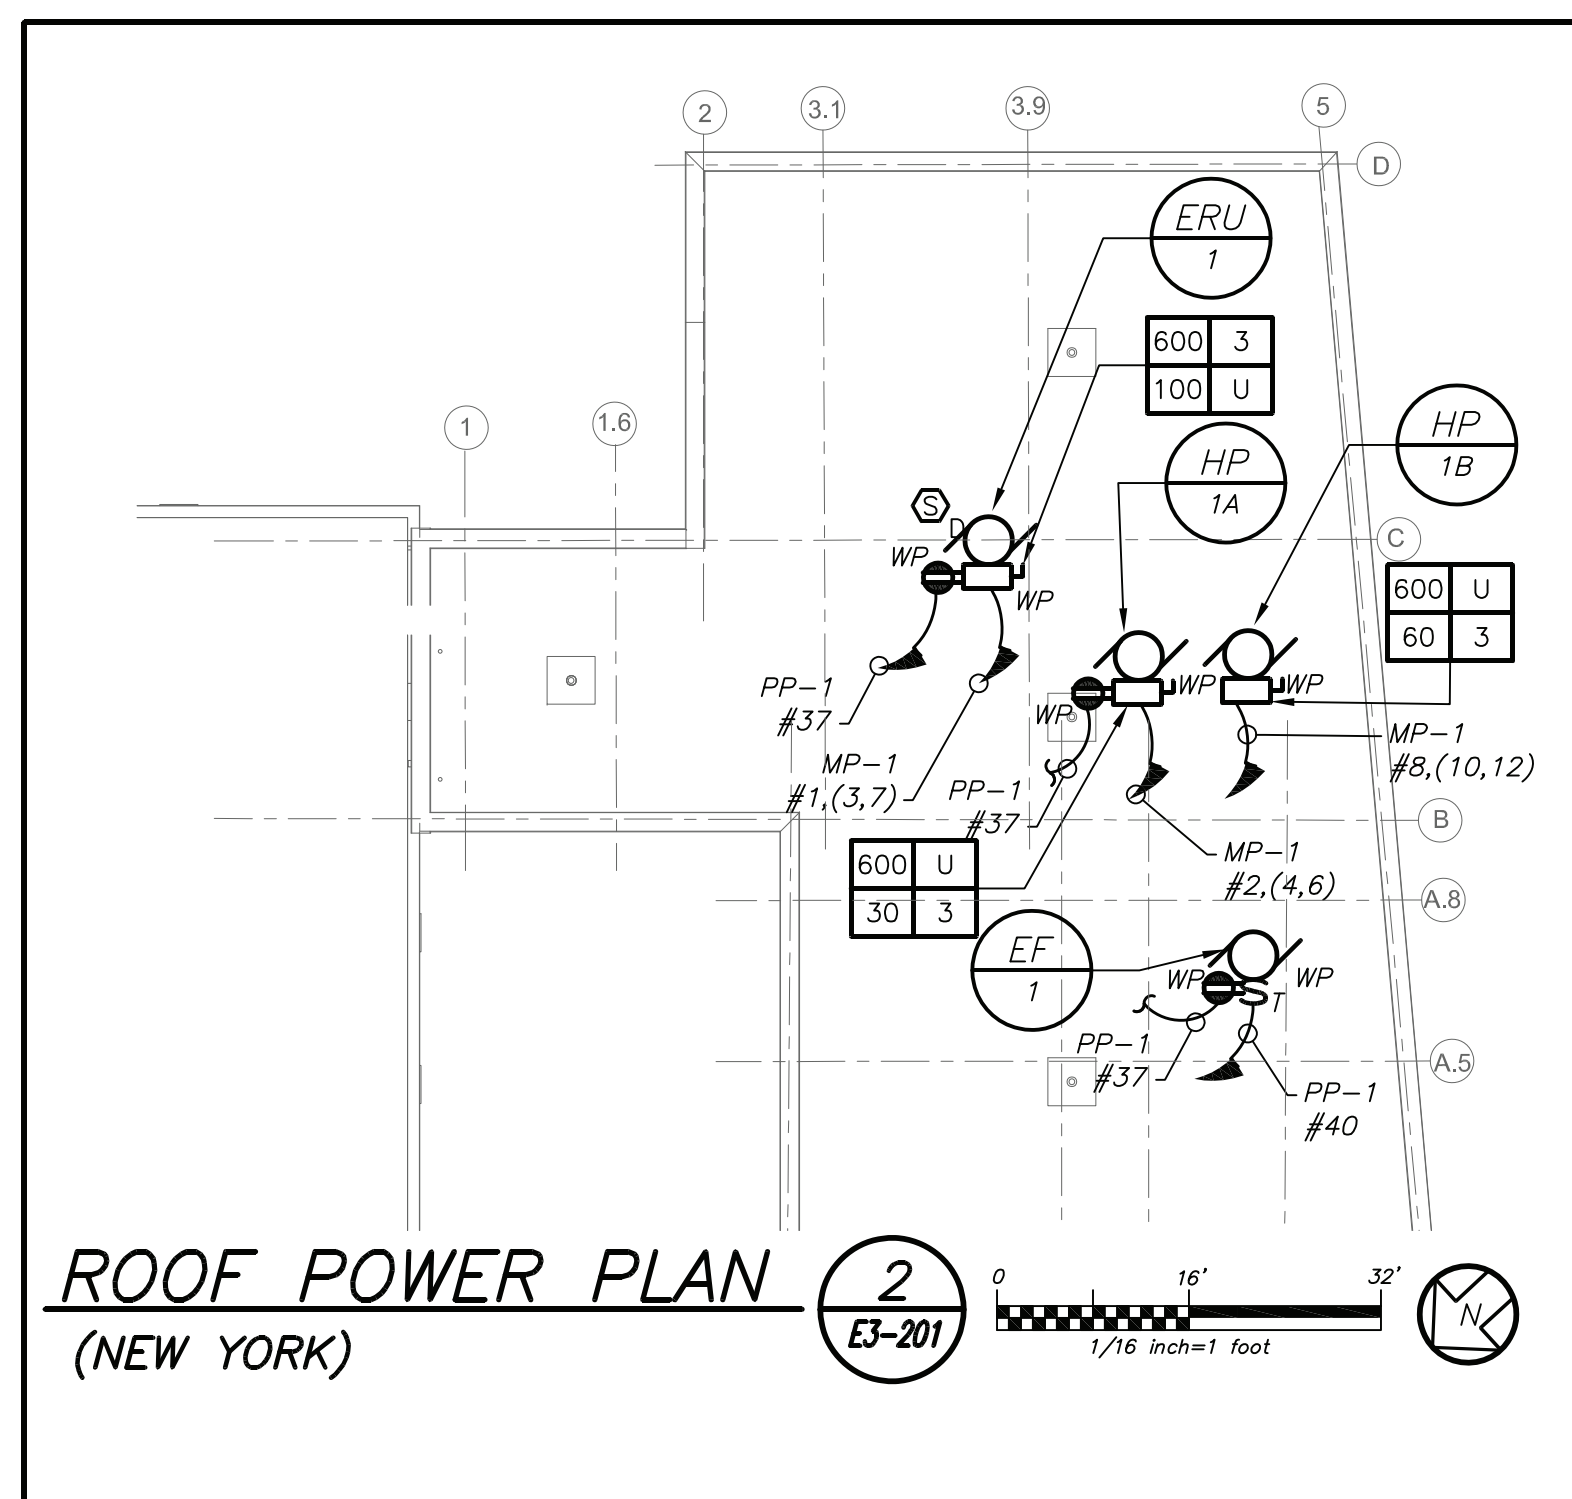 2
3.1
3.9
5
D
ERU
1
600 3
100 U
1
1.6
HP
1B
HP
1A
S
D
C
WP
WP
600 U
60 3
PP-1
#37
WP
WP
WP
MP-1
#1,(3,7)
MP-1
#8,(10,12)
PP-1
#37
B
600 U
30 3
MP-1
#2,(4,6)
A.8
EF
1
WP
WP
T
PP-1
#37
A.5
PP-1
#40
ROOF POWER PLAN
(NEW YORK)
2
E3-201
0 16' 32'
1/16 inch=1 foot
N